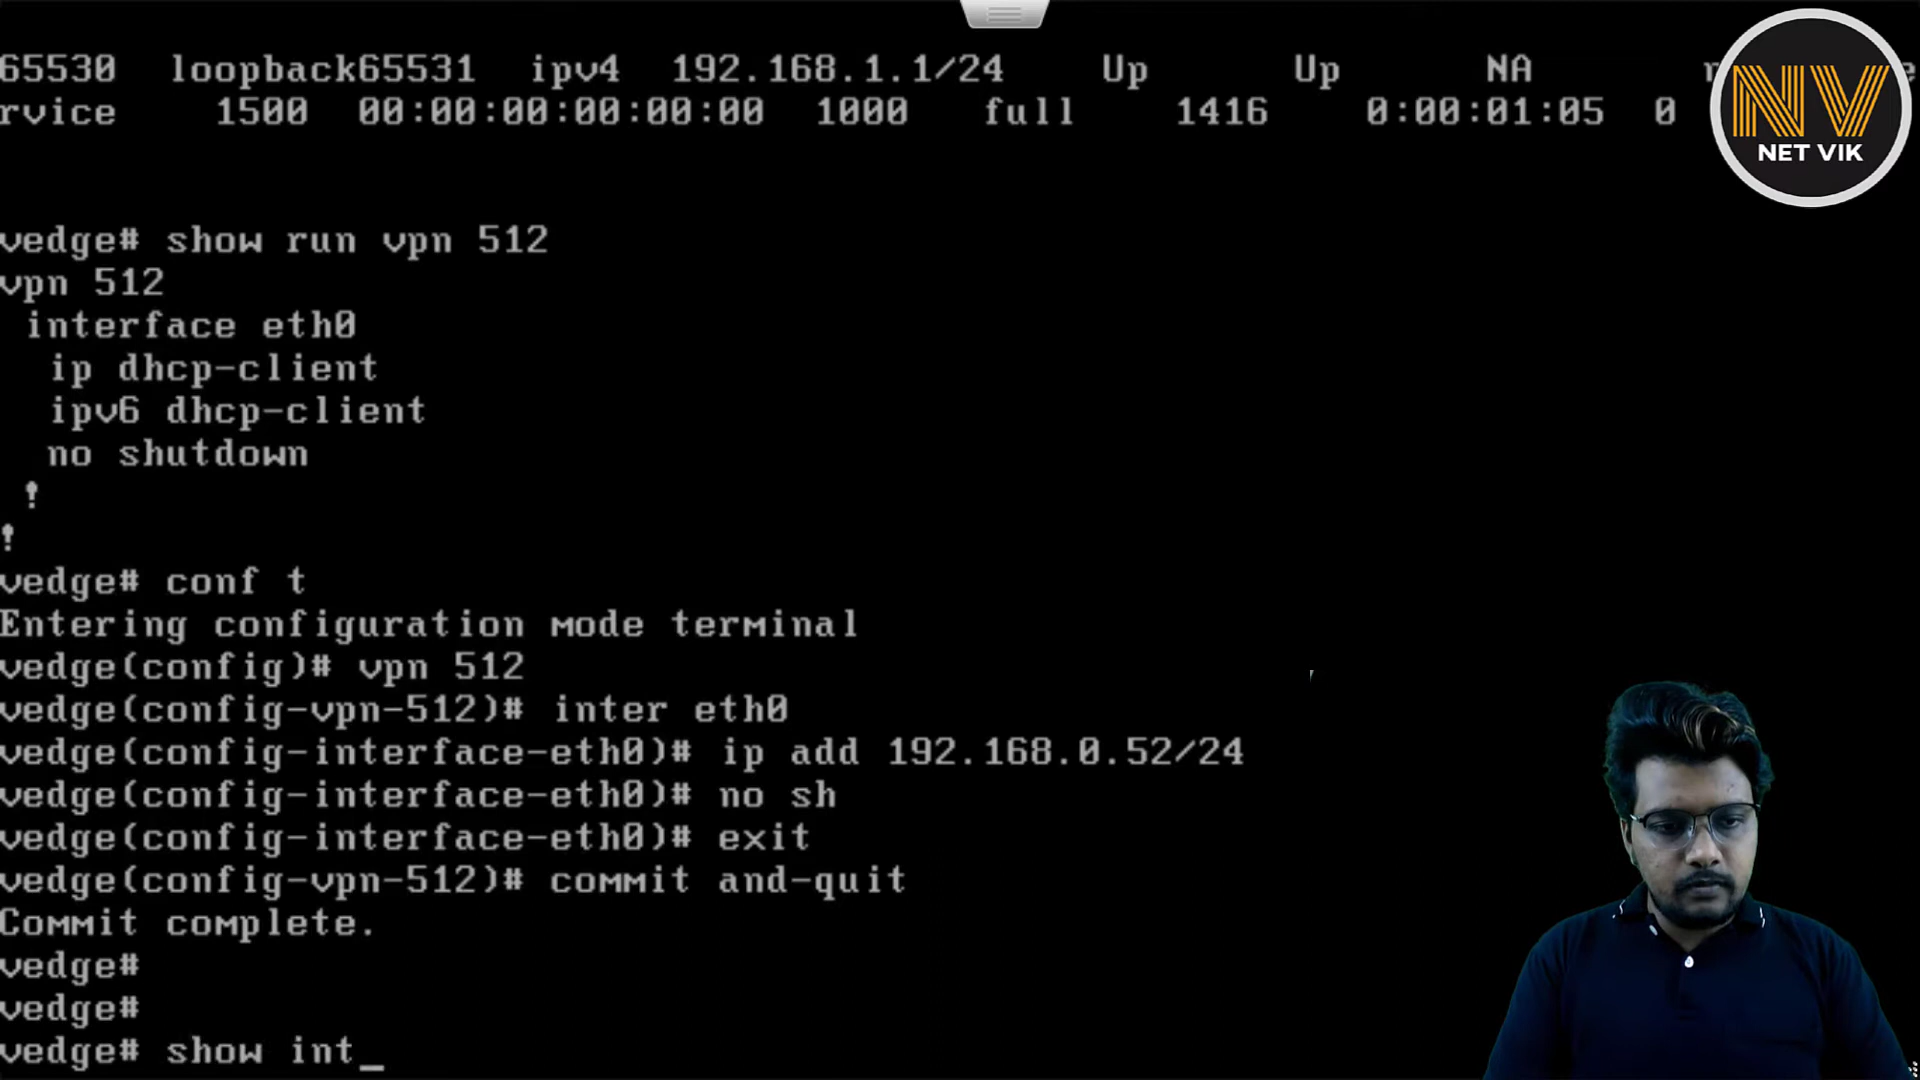 65530 loopback65531 ipv4 192.168.1.1/24 Up Up NA
rvice 1500 00:00:00:00:00:00 1000 full 1416 0:00:01:05 0
NV
NET VIK
vedge# show run vpn 512
vpn 512
interface eth0
ip dhcp-client
ipv6 dhcp-client
no shutdown
!
!
vedge# conf t
Entering configuration mode terminal
vedge(config)# vpn 512
vedge(config-vpn-512)# inter eth0
vedge(config-interface-eth0)# ip add 192.168.0.52/24
vedge(config-interface-eth0)# no sh
vedge(config-interface-eth0)# exit
vedge(config-vpn-512)# commit and-quit
Commit complete.
vedge#
vedge#
vedge# show int_